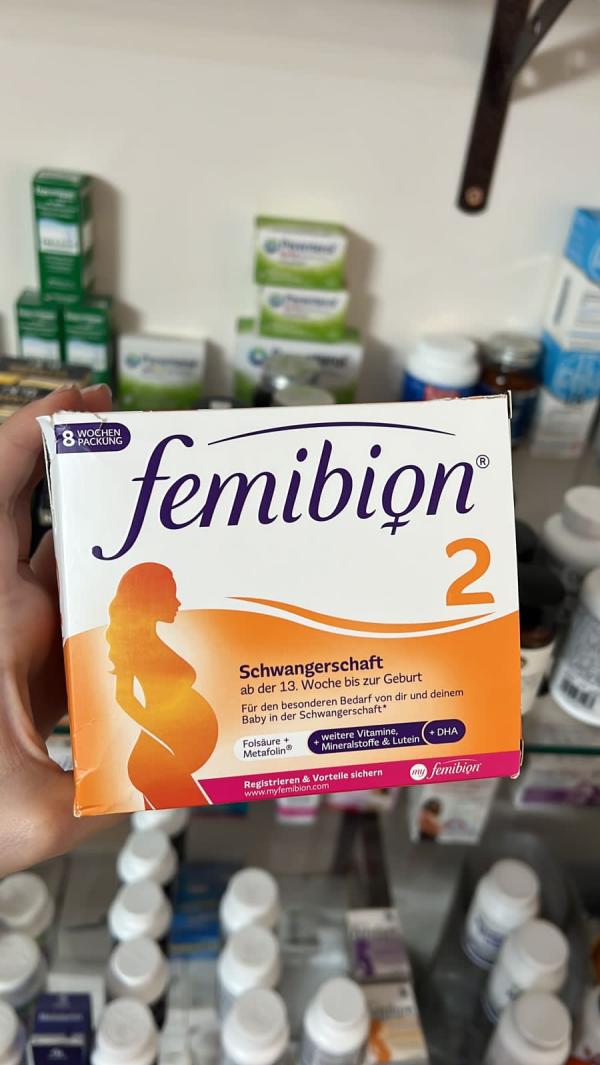 8 WOCHEN
PACKUNG
femibion®
2
Schwangerschaft
ab der 13. Woche bis zur Geburt
Für den besonderen Bedarf von dir und deinem
Baby in der Schwangerschaft*
Folsäure +
Metafolin®
+ weitere Vitamine,
Mineralstoffe & Lutein
+ DHA
Registrieren & Vorteile sichern
www.myfemibion.com
my femibion®